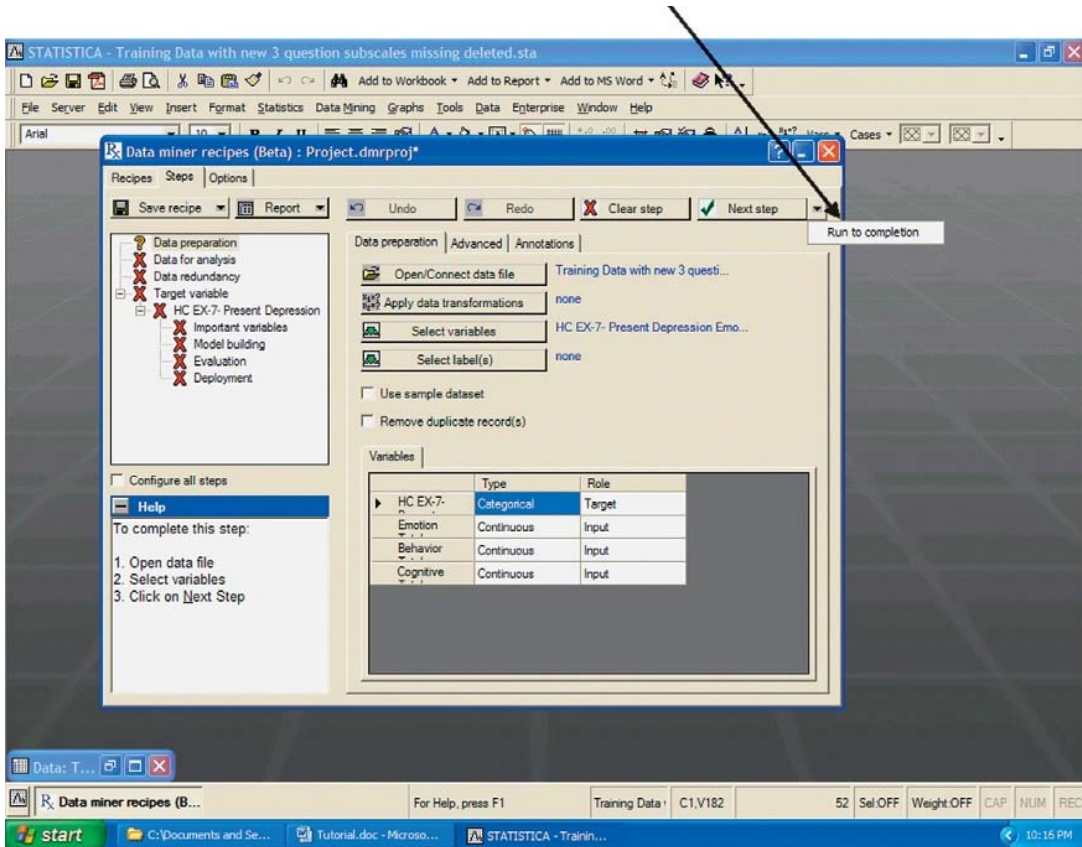 STATISTICA - Training Data with new 3 question subscales missing deleted.sta
Add to Workbook Add to Report Add to MS Word
File Server Edit View Insert Format Statistics Data Mining Graphs Tools Data Enterprise Window Help
Arial 10 B I U Vars Cases
Data miner recipes (Beta) : Project.dmrproj*
Recipes Steps Options
Save recipe Report Undo Redo Clear step Next step
Run to completion
Data preparation
Data for analysis
Data redundancy
Target variable
HC EX-7- Present Depression
Important variables
Model building
Evaluation
Deployment
Configure all steps
Help
To complete this step:
1. Open data file
2. Select variables
3. Click on Next Step
Data preparation Advanced Annotations
Open/Connect data file Training Data with new 3 questi...
Apply data transformations none
Select variables HC EX-7- Present Depression Emo...
Select label(s) none
Use sample dataset
Remove duplicate record(s)
Variables
Type Role
HC EX-7- Categorical Target
Emotion Continuous Input
Behavior Continuous Input
Cognitive Continuous Input
Data: T...
Data miner recipes (B... For Help, press F1 Training Data C1,V182 52 Sel:OFF Weight:OFF CAP NUM REC
start C:\Documents and Se... Tutorial.doc - Microso... STATISTICA - Trainin... 10:16 PM